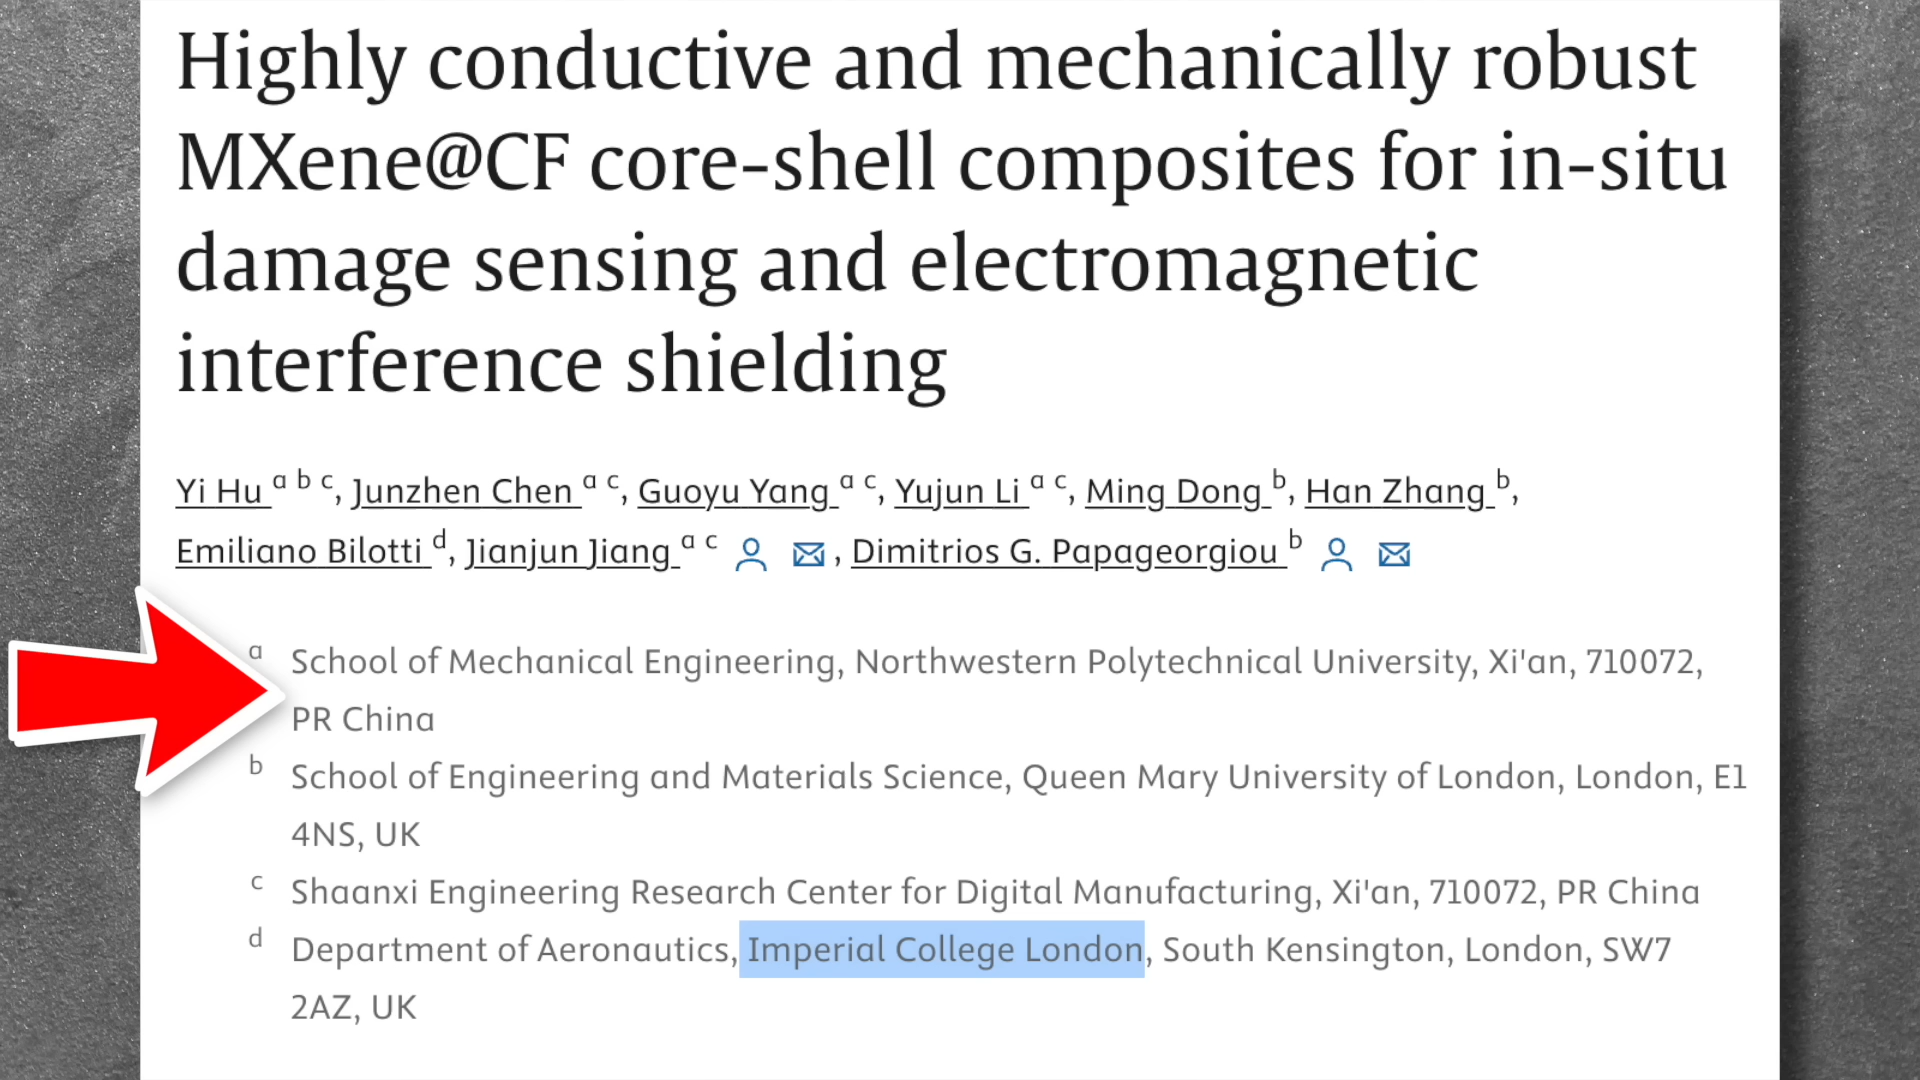 Highly conductive and mechanically robust
MXene@CF core-shell composites for in-situ
damage sensing and electromagnetic
interference shielding
Yi Hu a b c, Junzhen Chen a c, Guoyu Yang a c, Yujun Li a c, Ming Dong b, Han Zhang b,
Emiliano Bilotti d, Jianjun Jiang a c, Dimitrios G. Papageorgiou b
a School of Mechanical Engineering, Northwestern Polytechnical University, Xi'an, 710072,
PR China
b School of Engineering and Materials Science, Queen Mary University of London, London, E1
4NS, UK
c Shaanxi Engineering Research Center for Digital Manufacturing, Xi'an, 710072, PR China
d Department of Aeronautics, Imperial College London, South Kensington, London, SW7
2AZ, UK